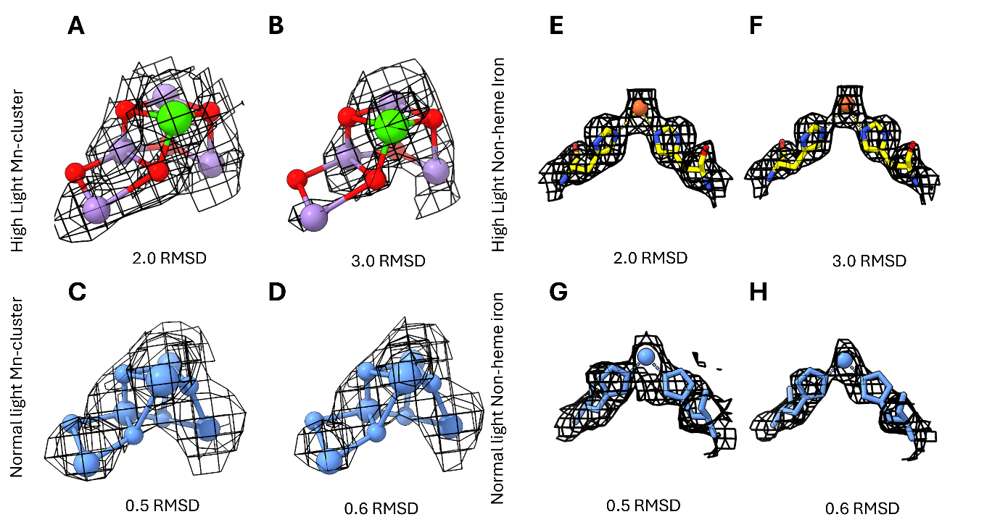 A
B
E
F
High Light Mn-cluster
High Light Non-heme Iron
2.0 RMSD
3.0 RMSD
2.0 RMSD
3.0 RMSD
C
D
G
H
Normal light Mn-cluster
Normal light Non-heme iron
0.5 RMSD
0.6 RMSD
0.5 RMSD
0.6 RMSD